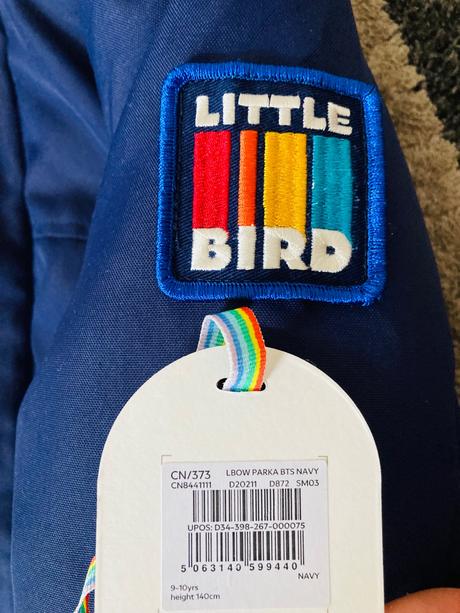 LITTLE
BIRD
CN/373 LBOW PARKA BTS NAVY
CN8441111 D20211 D872 SM03
UPOS: D34-398-267-000075
5 063140 599440
NAVY
9-10yrs
height 140cm